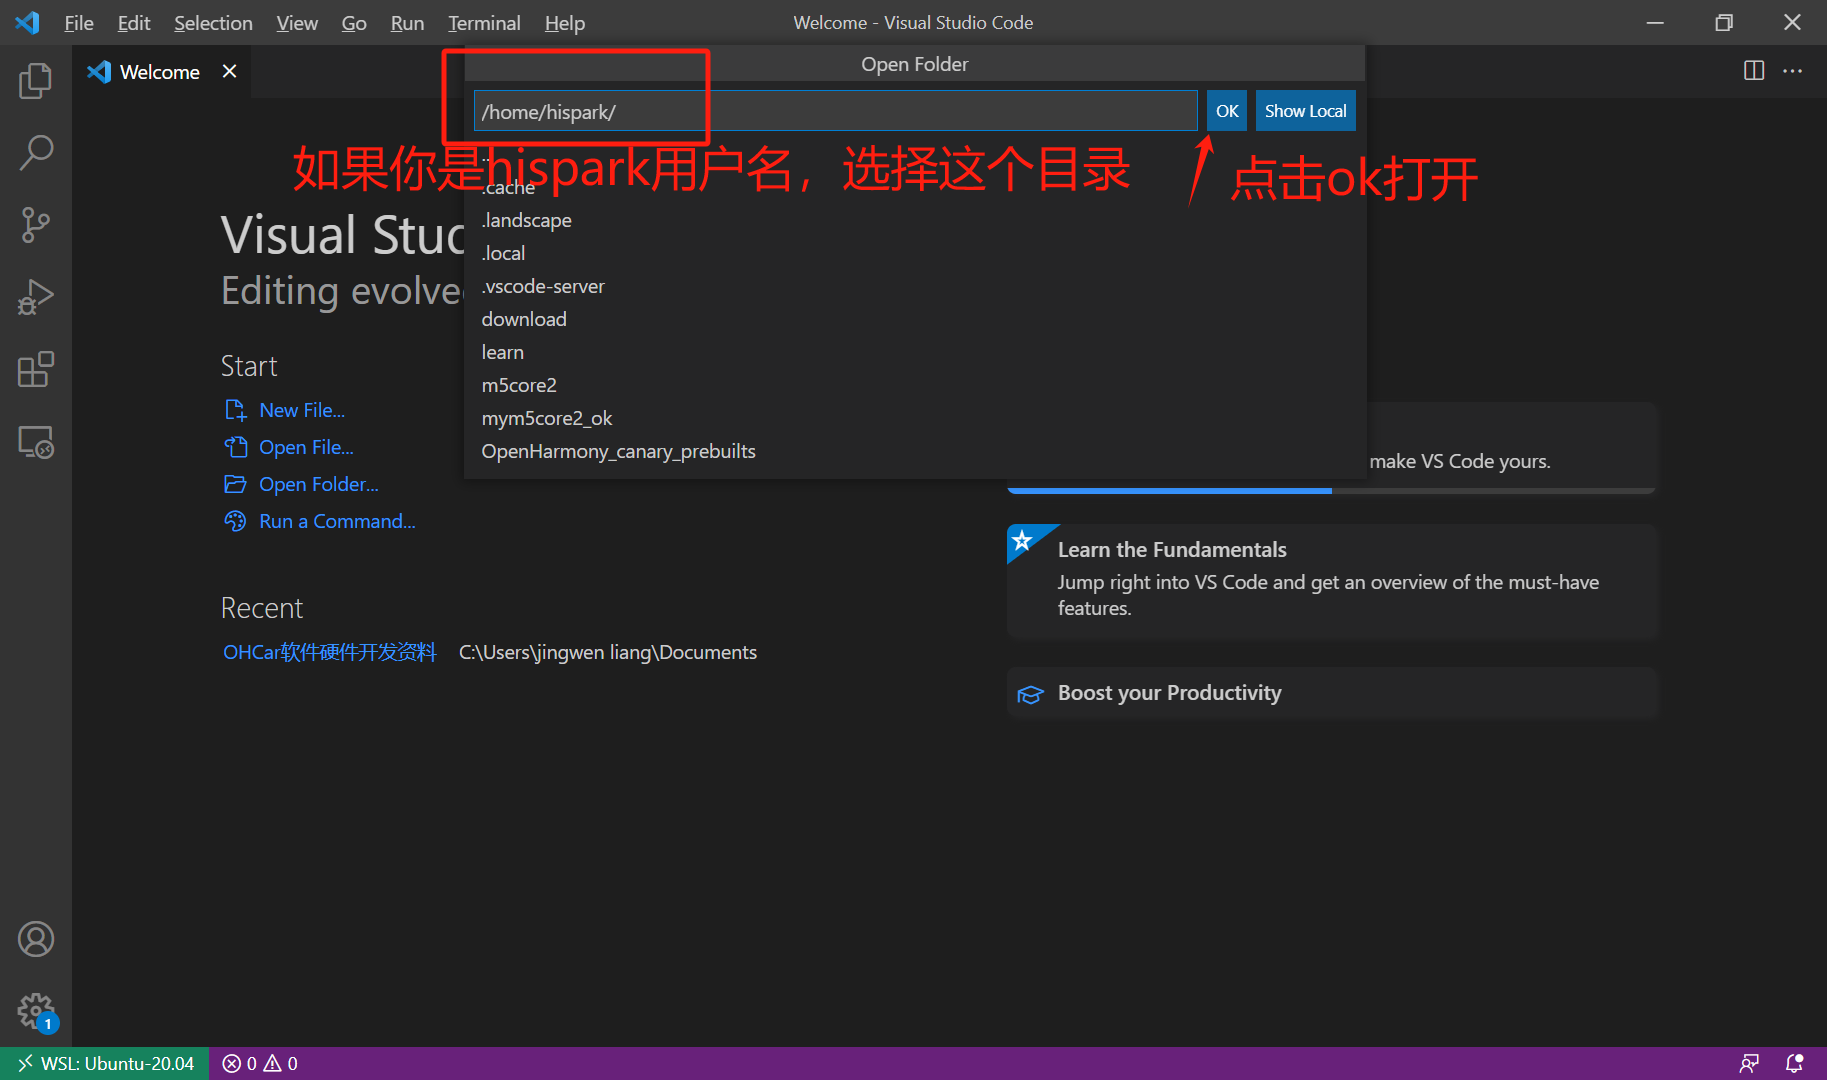 File Edit Selection View Go Run Terminal Help
Welcome - Visual Studio Code
Welcome
Open Folder
/home/hispark/
OK
Show Local
..
如果你是hispark用户名，选择这个目录
点击ok打开
.cache
.landscape
.local
.vscode-server
download
learn
m5core2
mym5core2_ok
OpenHarmony_canary_prebuilts
Visual Stud
Editing evolve
Start
New File...
Open File...
Open Folder...
Run a Command...
Recent
OHCar软件硬件开发资料 C:\Users\jingwen liang\Documents
make VS Code yours.
Learn the Fundamentals
Jump right into VS Code and get an overview of the must-have
features.
Boost your Productivity
1
WSL: Ubuntu-20.04 0 0